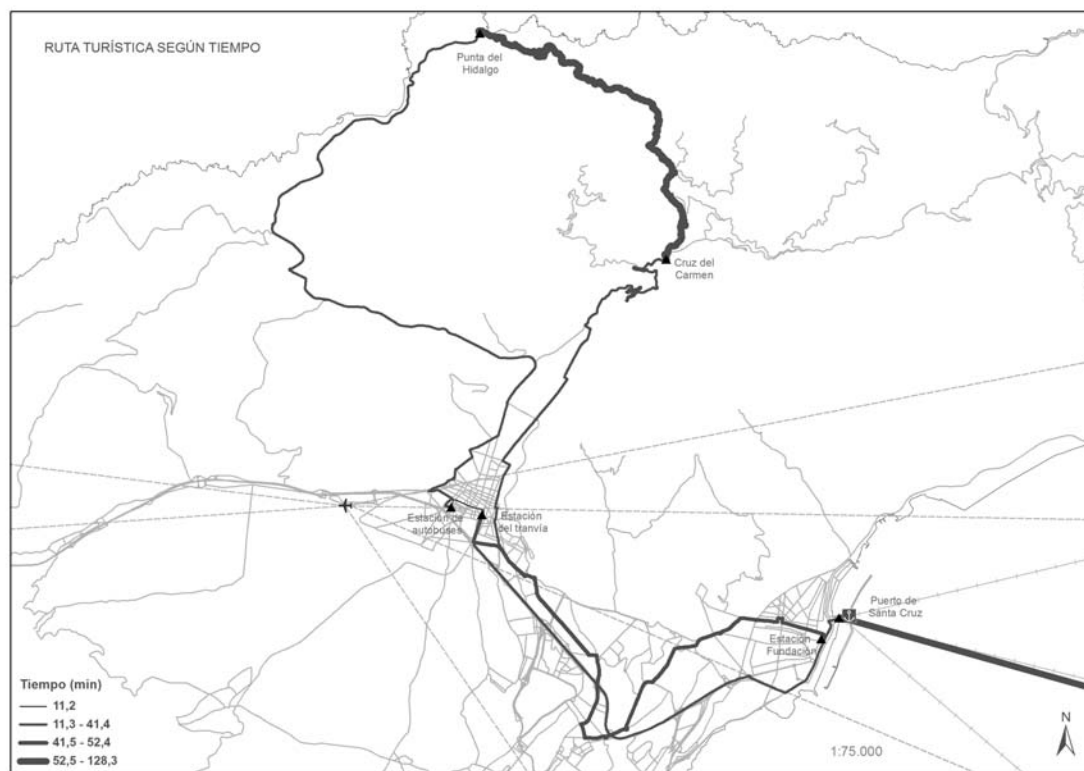 RUTA TURÍSTICA SEGÚN TIEMPO
Punta del
Hidalgo
Cruz del
Carmen
Estación de
autobuses
Estación
del tranvía
Puerto de
Santa Cruz
Estación
Fundación
Tiempo (min)
11,2
11,3 - 41,4
41,5 - 52,4
52,5 - 128,3
1:75.000
N